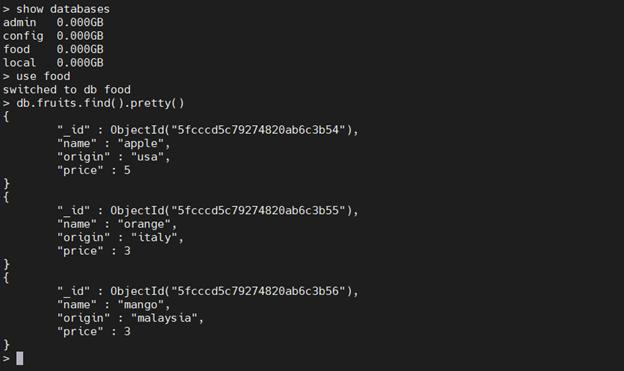 > show databases
admin   0.000GB
config  0.000GB
food    0.000GB
local   0.000GB
> use food
switched to db food
> db.fruits.find().pretty()
{
        "_id" : ObjectId("5fcccd5c79274820ab6c3b54"),
        "name" : "apple",
        "origin" : "usa",
        "price" : 5
}
{
        "_id" : ObjectId("5fcccd5c79274820ab6c3b55"),
        "name" : "orange",
        "origin" : "italy",
        "price" : 3
}
{
        "_id" : ObjectId("5fcccd5c79274820ab6c3b56"),
        "name" : "mango",
        "origin" : "malaysia",
        "price" : 3
}
>